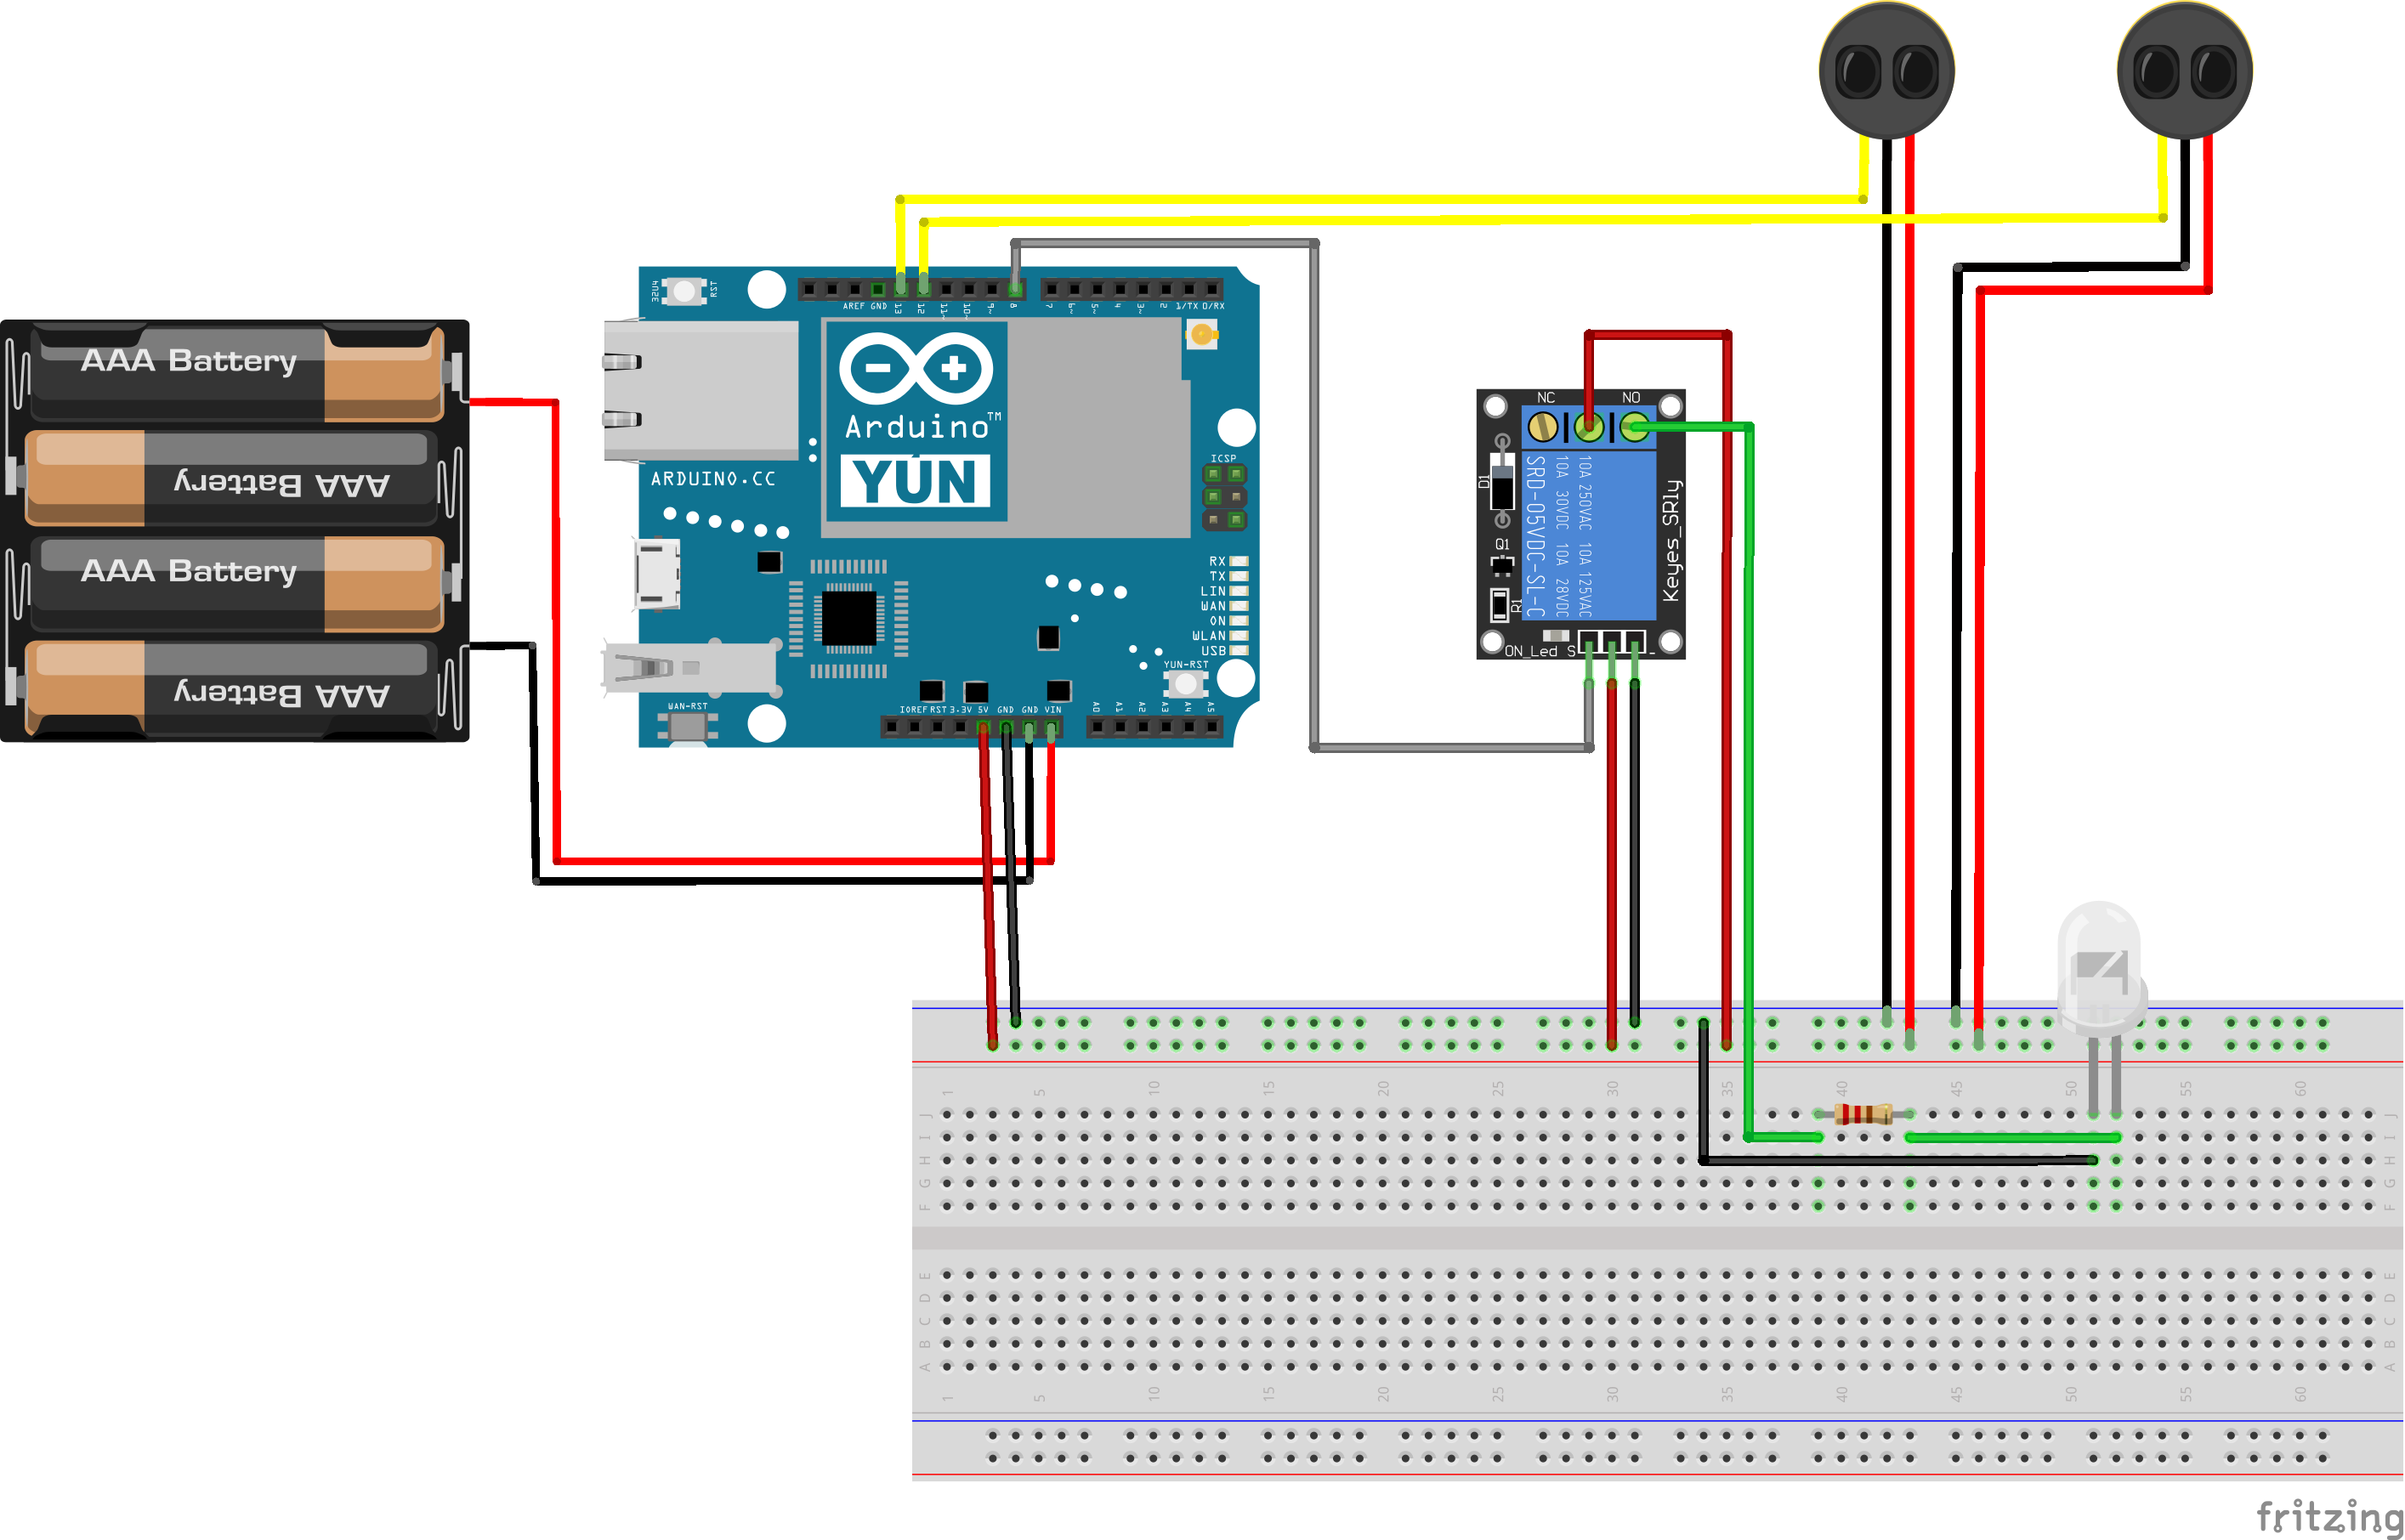 AAA Battery
AAA Battery
AAA Battery
AAA Battery
RST
AREF GND 13 12 ~11 ~10 ~9 8
7 ~6 ~5 4 ~3 2 1/TX 0/RX
Arduino™
YÚN
ARDUINO.CC
ICSP
RX
TX
LIN
WAN
ON
WLAN
USB
YUN-RST
WAN-RST
IOREF RST 3.3V 5V GND GND VIN
A0 A1 A2 A3 A4 A5
NC NO
D1
Q1
R1
SRD-05VDC-SL-C
10A 30VDC 10A 28VDC
10A 250VAC 10A 125VAC
Keyes_SRly
ON_Led S -
1 5 10 15 20 25 30 35 40 45 50 55 60
J J
I I
H H
G G
F F
E E
D D
C C
B B
A A
1 5 10 15 20 25 30 35 40 45 50 55 60
fritzing